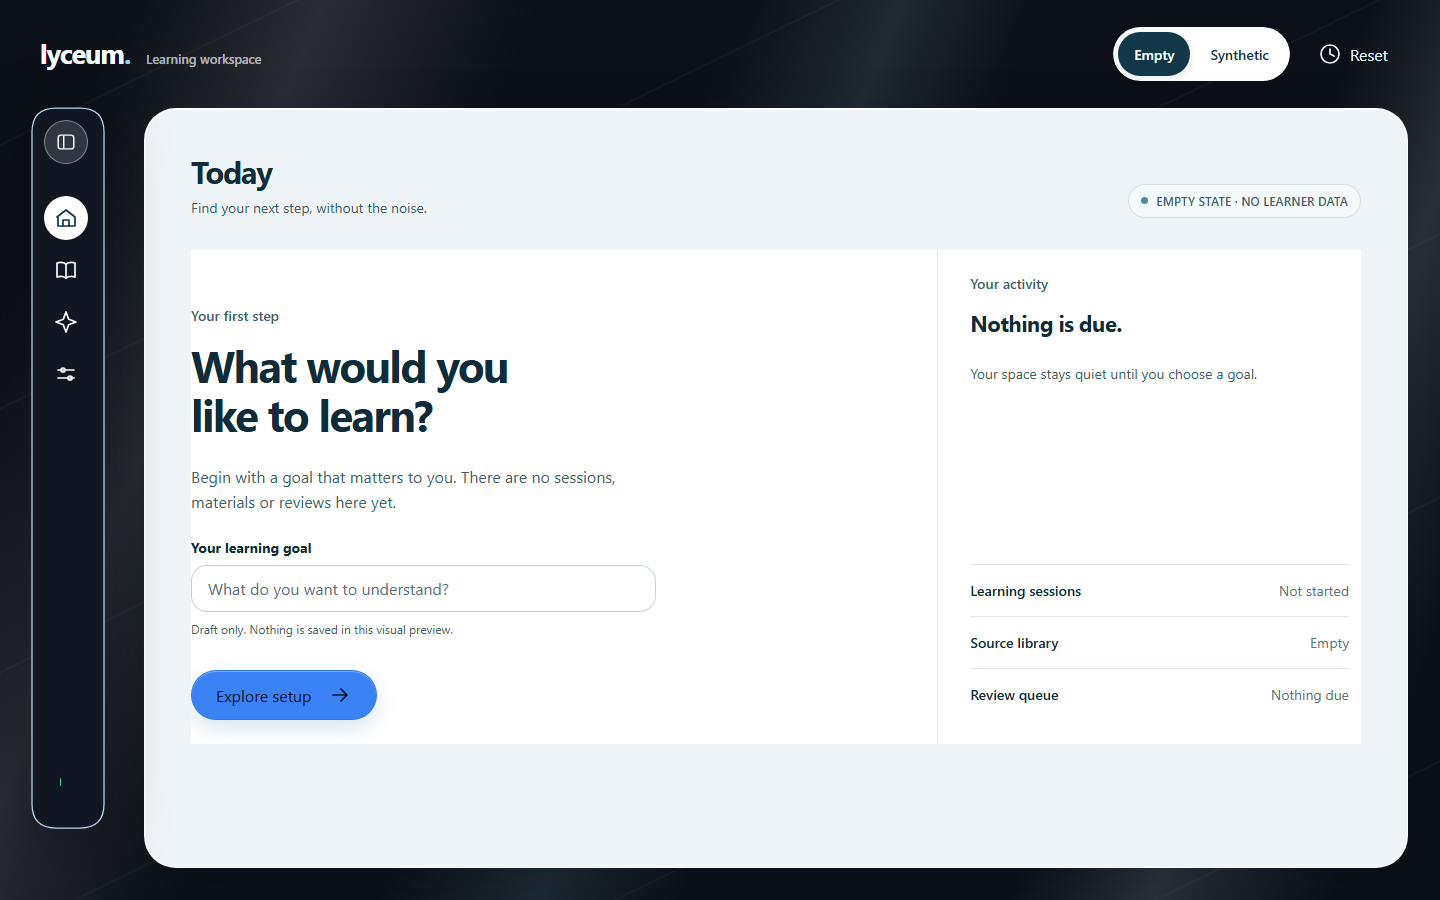 lyceum.
Learning workspace
Empty
Synthetic
Reset
Today
Find your next step, without the noise.
EMPTY STATE · NO LEARNER DATA
Your first step
What would you
like to learn?
Begin with a goal that matters to you. There are no sessions,
materials or reviews here yet.
Your learning goal
What do you want to understand?
Draft only. Nothing is saved in this visual preview.
Explore setup
Your activity
Nothing is due.
Your space stays quiet until you choose a goal.
Learning sessions
Not started
Source library
Empty
Review queue
Nothing due